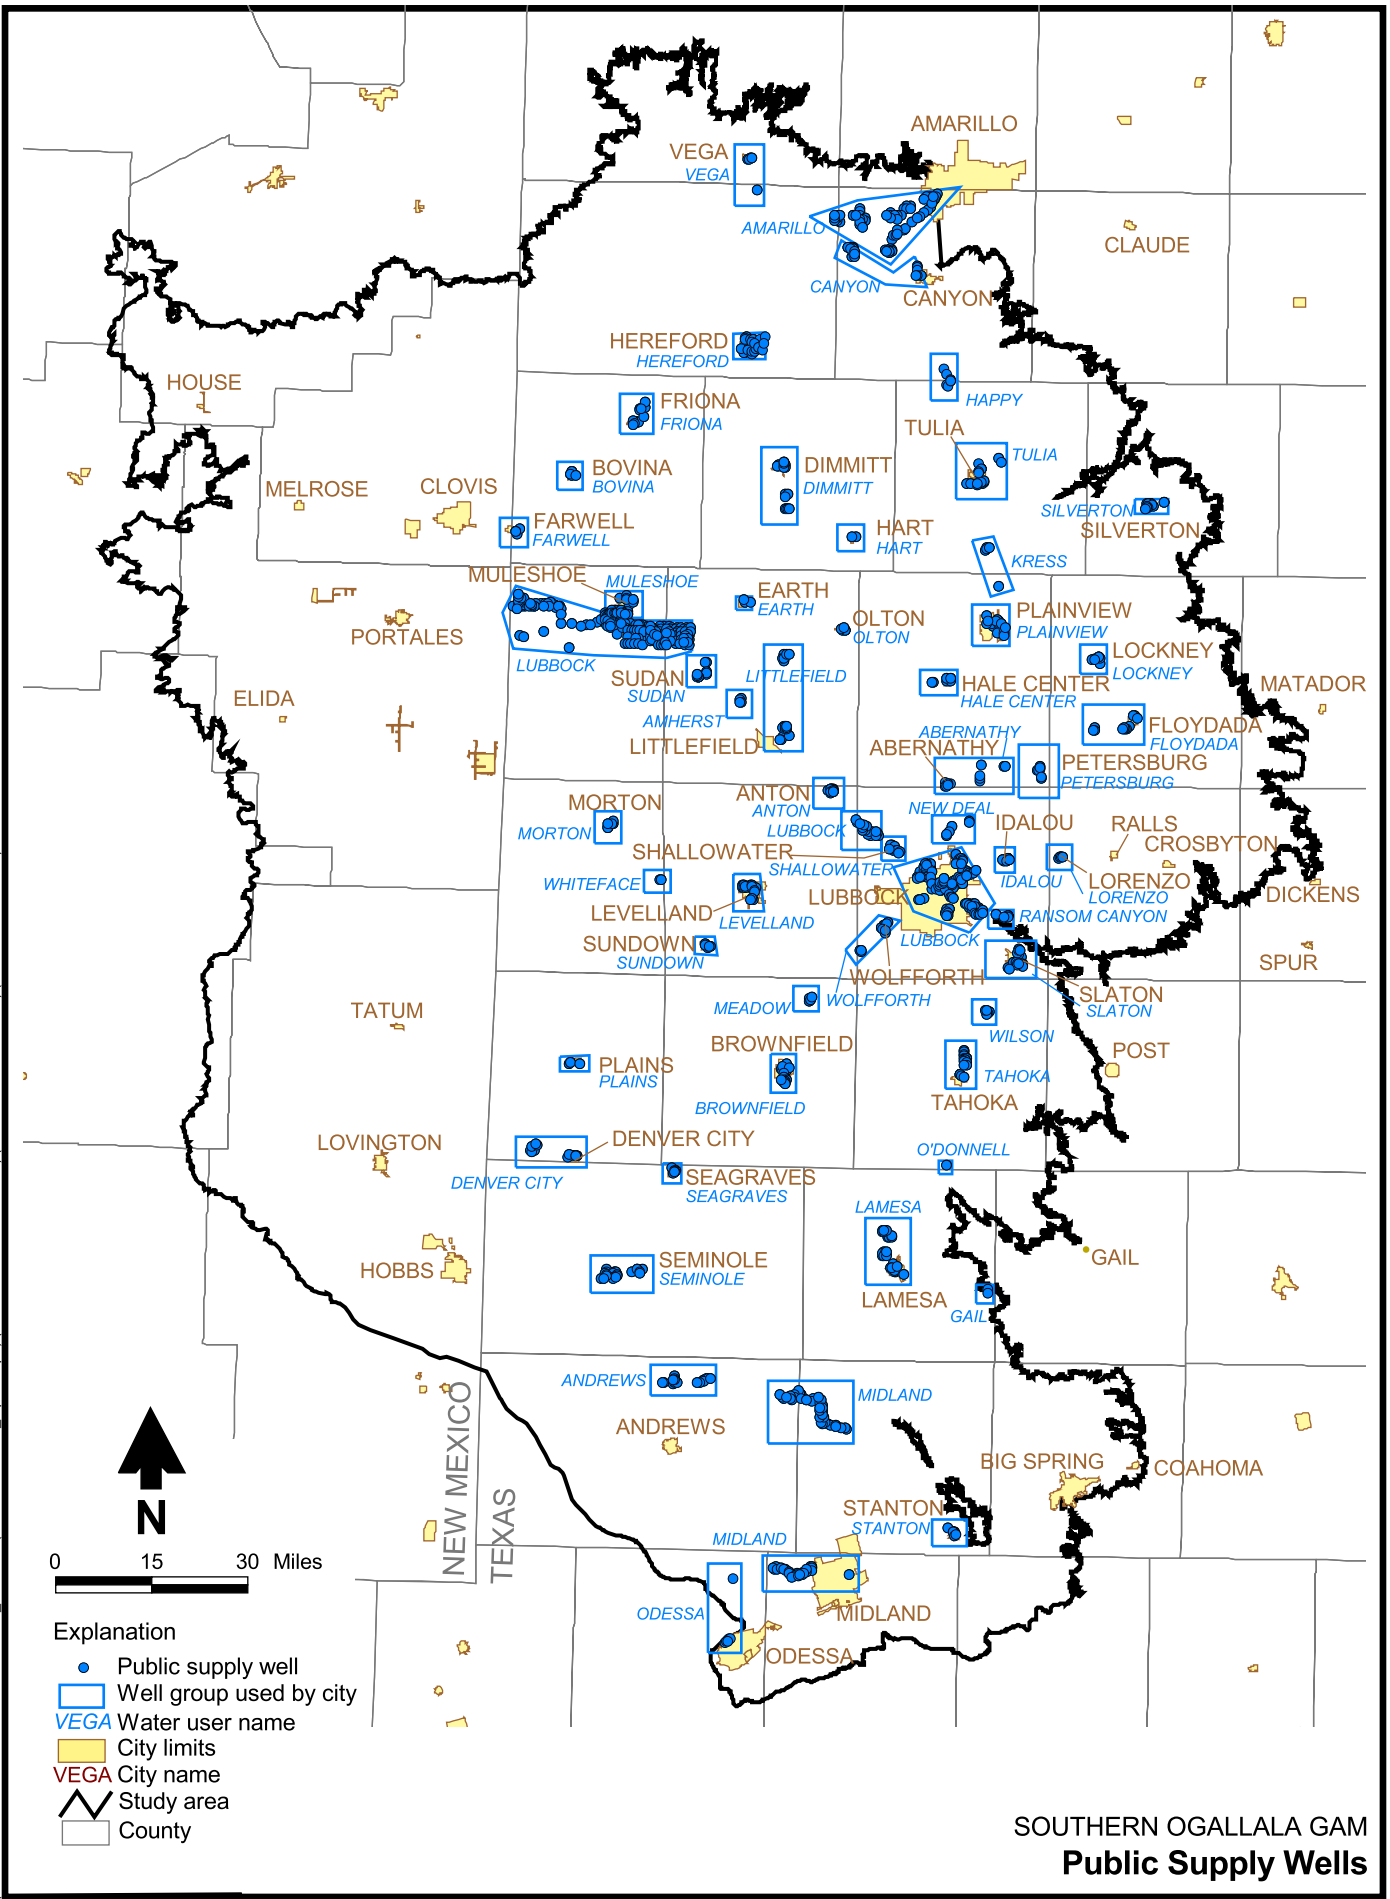 AMARILLO
VEGA
VEGA
AMARILLO
CLAUDE
CANYON
CANYON
HEREFORD
HEREFORD
HOUSE
HAPPY
FRIONA
FRIONA
TULIA
TULIA
BOVINA
BOVINA
DIMMITT
DIMMITT
MELROSE
CLOVIS
SILVERTON
SILVERTON
FARWELL
FARWELL
HART
HART
KRESS
MULESHOE
MULESHOE
EARTH
EARTH
OLTON
OLTON
PLAINVIEW
PLAINVIEW
PORTALES
LUBBOCK
LOCKNEY
LOCKNEY
SUDAN
SUDAN
LITTLEFIELD
HALE CENTER
HALE CENTER
MATADOR
ELIDA
AMHERST
LITTLEFIELD
ABERNATHY
ABERNATHY
FLOYDADA
FLOYDADA
PETERSBURG
PETERSBURG
ANTON
ANTON
MORTON
MORTON
NEW DEAL
LUBBOCK
IDALOU
IDALOU
RALLS
CROSBYTON
SHALLOWATER
SHALLOWATER
WHITEFACE
LORENZO
LORENZO
DICKENS
LEVELLAND
LEVELLAND
LUBBOCK
LUBBOCK
RANSOM CANYON
SUNDOWN
SUNDOWN
SPUR
WOLFFORTH
WOLFFORTH
SLATON
SLATON
MEADOW
TATUM
WILSON
BROWNFIELD
BROWNFIELD
POST
PLAINS
PLAINS
TAHOKA
TAHOKA
LOVINGTON
DENVER CITY
DENVER CITY
O'DONNELL
SEAGRAVES
SEAGRAVES
LAMESA
LAMESA
GAIL
GAIL
HOBBS
SEMINOLE
SEMINOLE
ANDREWS
ANDREWS
MIDLAND
NEW MEXICO
TEXAS
BIG SPRING
COAHOMA
STANTON
STANTON
MIDLAND
MIDLAND
ODESSA
ODESSA
N
0 15 30 Miles
Explanation
Public supply well
Well group used by city
VEGA Water user name
City limits
VEGA City name
Study area
County
SOUTHERN OGALLALA GAM
Public Supply Wells